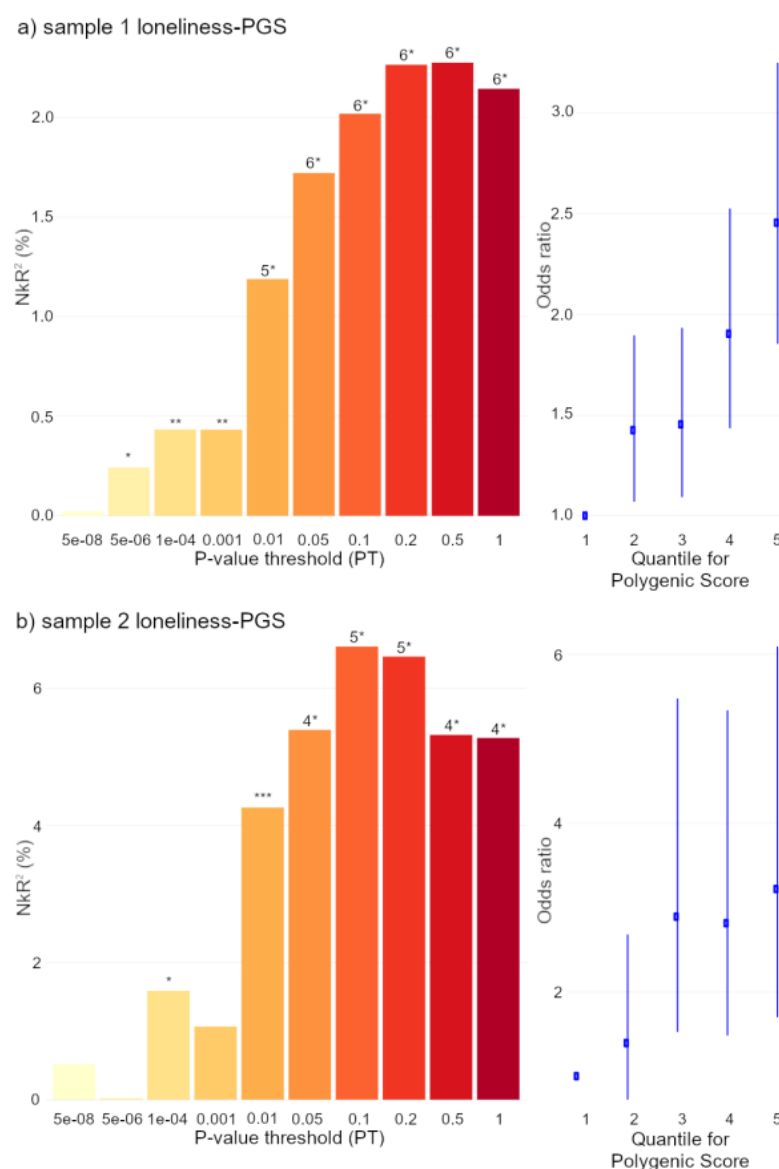 a) sample 1 loneliness-PGS
NkR² (%)
2.0
1.5
1.0
0.5
0.0
*
**
**
5*
6*
6*
6*
6*
6*
5e-08 5e-06 1e-04 0.001 0.01 0.05 0.1 0.2 0.5 1
P-value threshold (PT)
Odds ratio
3.0
2.5
2.0
1.5
1.0
1 2 3 4 5
Quantile for
Polygenic Score
b) sample 2 loneliness-PGS
NkR² (%)
6
4
2
0
*
***
4*
5*
5*
4*
4*
5e-08 5e-06 1e-04 0.001 0.01 0.05 0.1 0.2 0.5 1
P-value threshold (PT)
Odds ratio
6
4
2
1 2 3 4 5
Quantile for
Polygenic Score